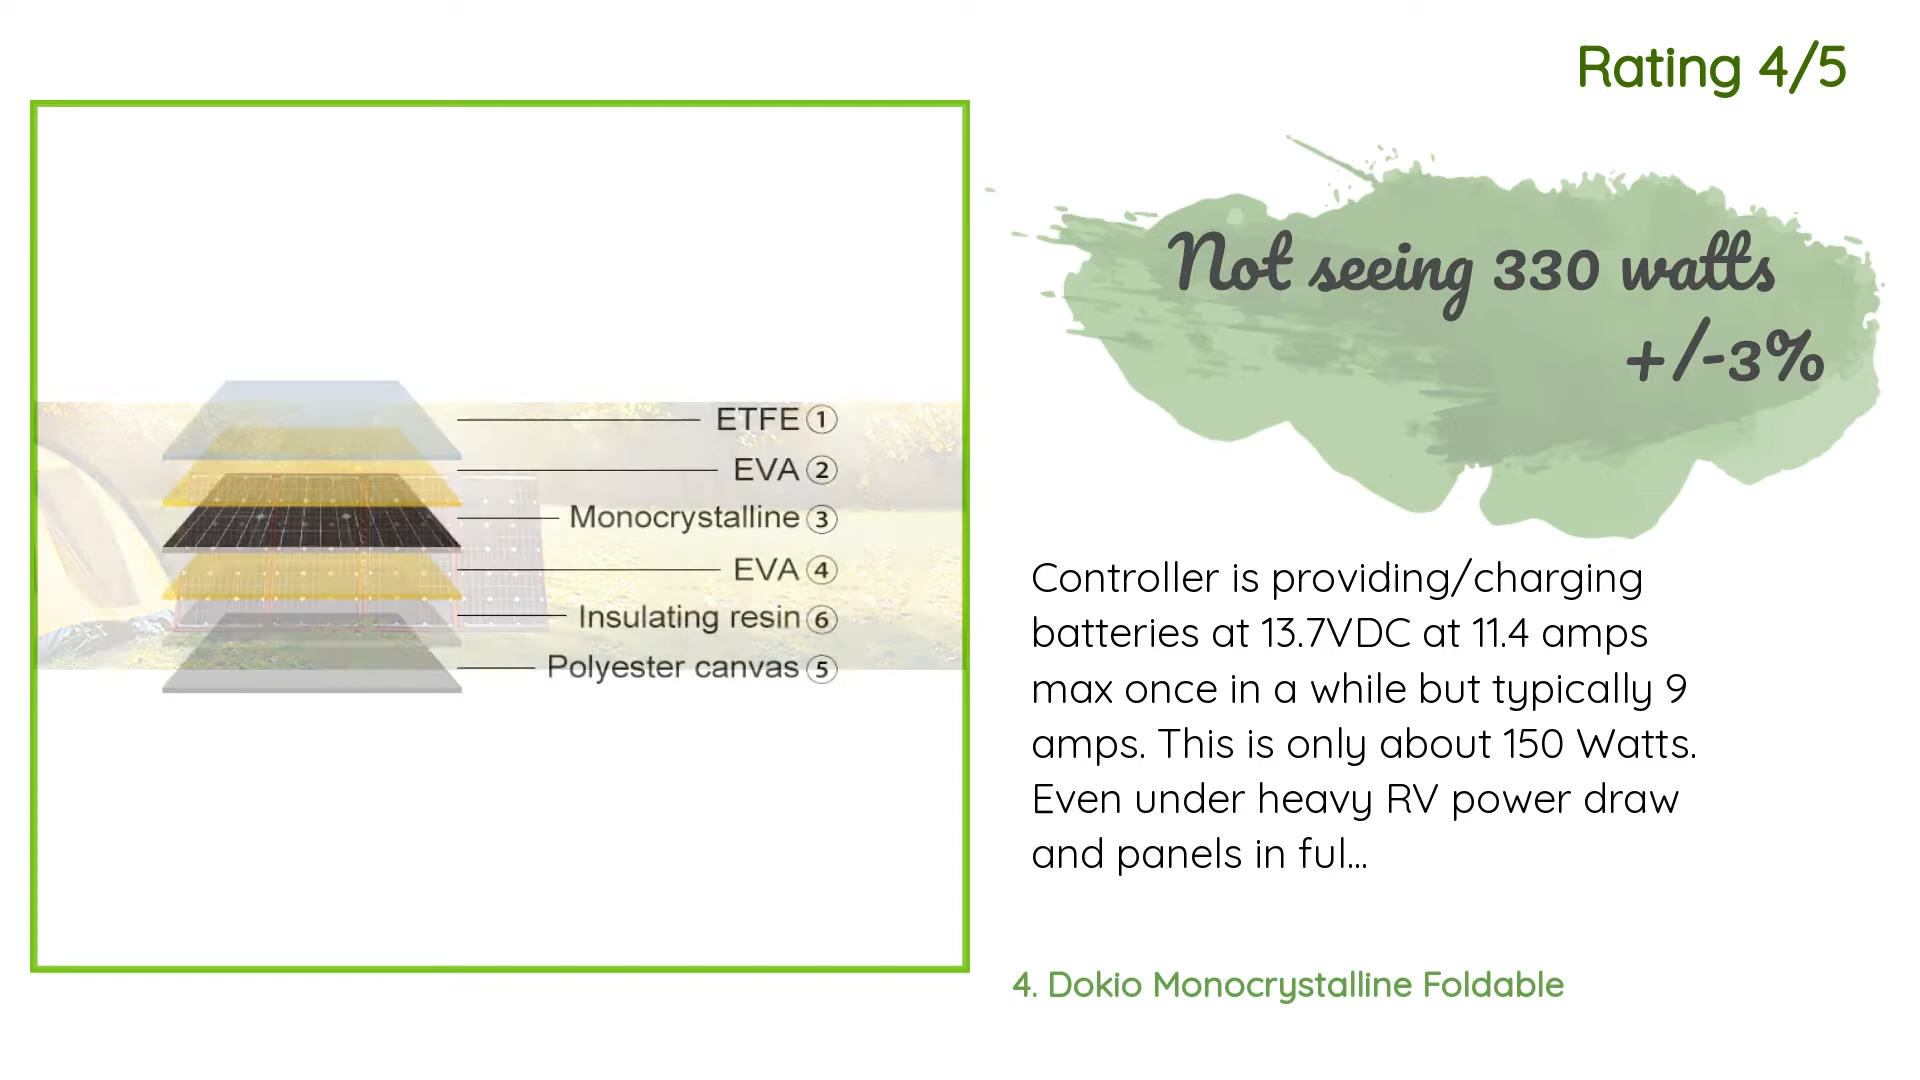 Rating 4/5
Not seeing 330 watts
+/-3%
ETFE ①
EVA ②
Monocrystalline ③
EVA ④
Insulating resin ⑥
Polyester canvas ⑤
Controller is providing/charging
batteries at 13.7VDC at 11.4 amps
max once in a while but typically 9
amps. This is only about 150 Watts.
Even under heavy RV power draw
and panels in ful...
4. Dokio Monocrystalline Foldable